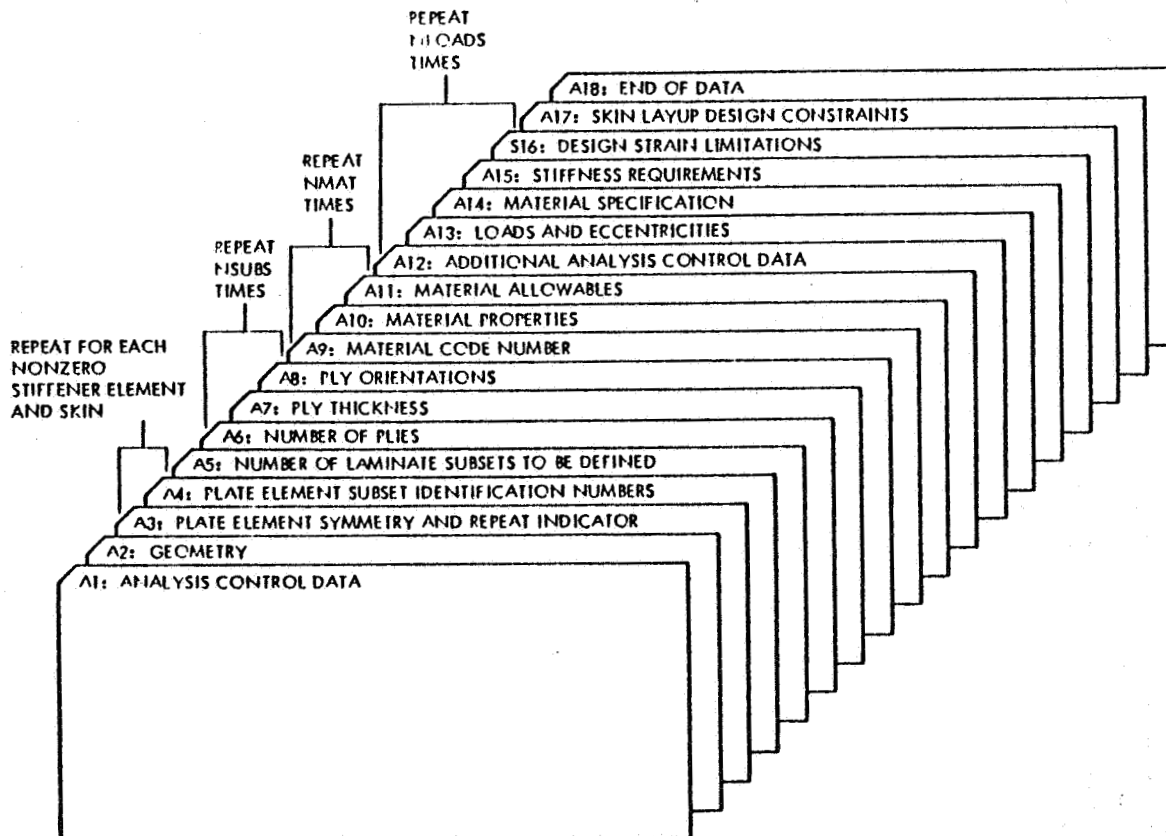 REPEAT
NLOADS
TIMES
A18: END OF DATA
A17: SKIN LAYUP DESIGN CONSTRAINTS
S16: DESIGN STRAIN LIMITATIONS
A15: STIFFNESS REQUIREMENTS
A14: MATERIAL SPECIFICATION
A13: LOADS AND ECCENTRICITIES
A12: ADDITIONAL ANALYSIS CONTROL DATA
REPEAT
NMAT
TIMES
A11: MATERIAL ALLOWABLES
A10: MATERIAL PROPERTIES
A9: MATERIAL CODE NUMBER
REPEAT
NSUBS
TIMES
A8: PLY ORIENTATIONS
A7: PLY THICKNESS
A6: NUMBER OF PLIES
A5: NUMBER OF LAMINATE SUBSETS TO BE DEFINED
REPEAT FOR EACH
NONZERO
STIFFENER ELEMENT
AND SKIN
A4: PLATE ELEMENT SUBSET IDENTIFICATION NUMBERS
A3: PLATE ELEMENT SYMMETRY AND REPEAT INDICATOR
A2: GEOMETRY
A1: ANALYSIS CONTROL DATA